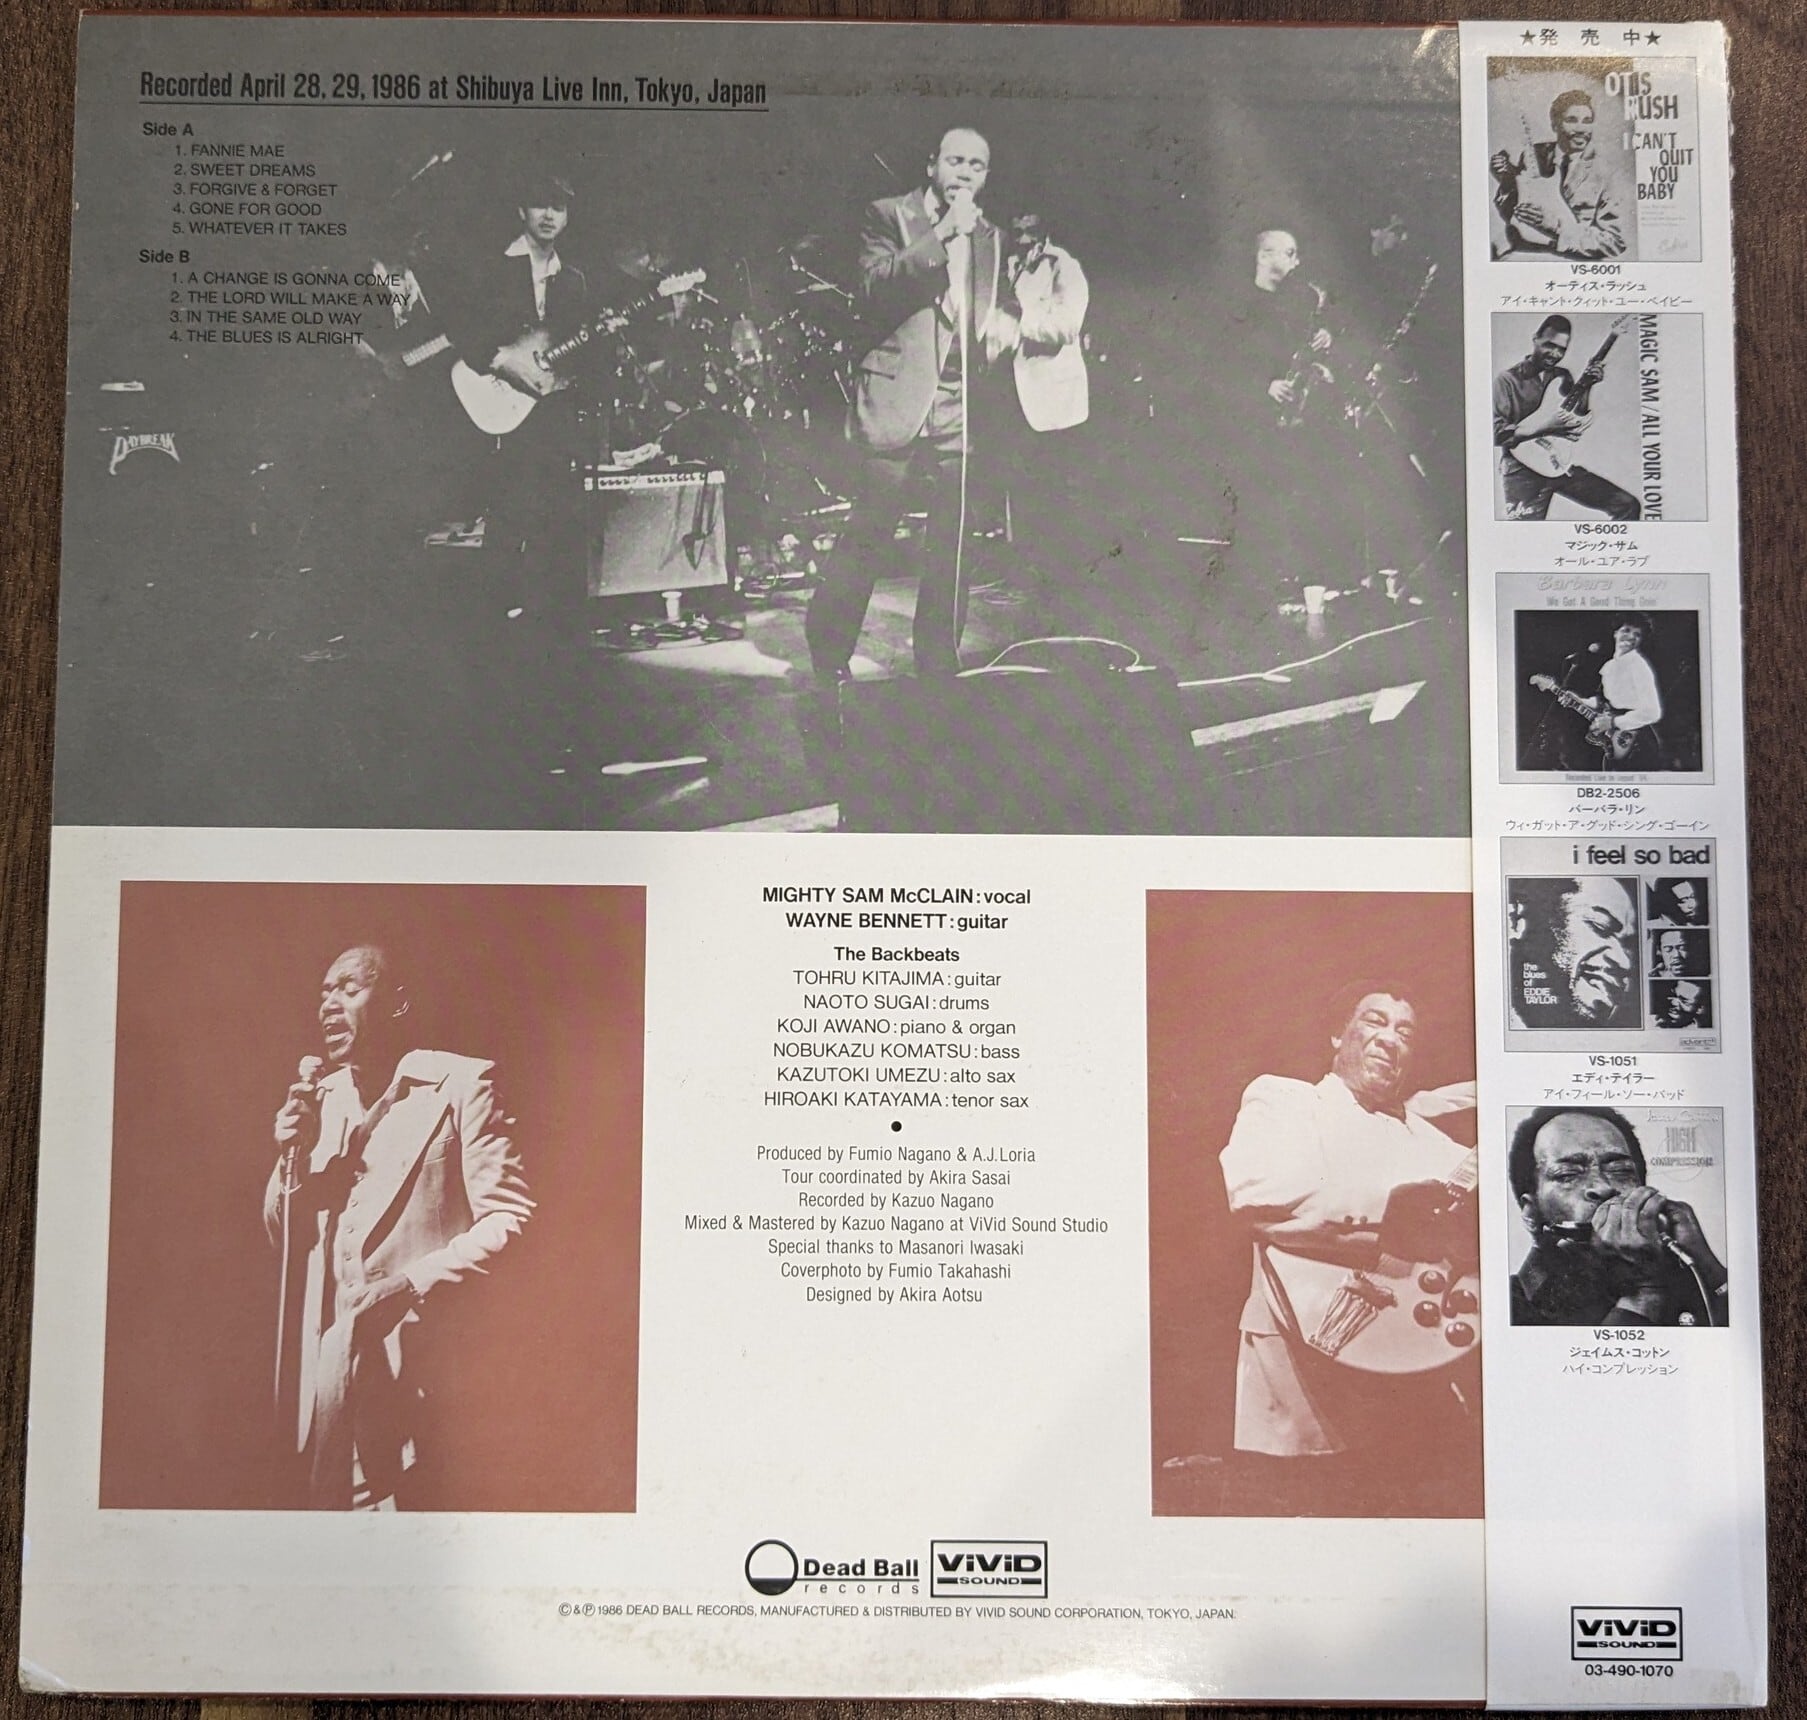 Recorded April 28, 29, 1986 at Shibuya Live Inn, Tokyo, Japan
Side A
1. FANNIE MAE
2. SWEET DREAMS
3. FORGIVE & FORGET
4. GONE FOR GOOD
5. WHATEVER IT TAKES
Side B
1. A CHANGE IS GONNA COME
2. THE LORD WILL MAKE A WAY
3. IN THE SAME OLD WAY
4. THE BLUES IS ALRIGHT
DAYBREAK
MIGHTY SAM McCLAIN:vocal
WAYNE BENNETT:guitar
The Backbeats
TOHRU KITAJIMA:guitar
NAOTO SUGAI:drums
KOJI AWANO:piano & organ
NOBUKAZU KOMATSU:bass
KAZUTOKI UMEZU:alto sax
HIROAKI KATAYAMA:tenor sax
Produced by Fumio Nagano & A.J.Loria
Tour coordinated by Akira Sasai
Recorded by Kazuo Nagano
Mixed & Mastered by Kazuo Nagano at ViVid Sound Studio
Special thanks to Masanori Iwasaki
Coverphoto by Fumio Takahashi
Designed by Akira Aotsu
Dead Ball
records
ViViD
SOUND
©&℗1986 DEAD BALL RECORDS, MANUFACTURED & DISTRIBUTED BY VIVID SOUND CORPORATION, TOKYO, JAPAN.
★発売中★
OTIS
RUSH
I CAN'T
QUIT
YOU
BABY
Cobra
VS-6001
オーティス・ラッシュ
アイ・キャント・クィット・ユー・ベイビー
MAGIC SAM/ALL YOUR LOVE
Cobra
VS-6002
マジック・サム
オール・ユア・ラブ
Barbara Lynn
We Got A Good Thing Goin'
Recorded Live In Japan '84
DB2-2506
バーバラ・リン
ウィ・ガット・ア・グッド・シング・ゴーイン
i feel so bad
the
blues
of
EDDIE
TAYLOR
advent
VS-1051
エディ・テイラー
アイ・フィール・ソー・バッド
James Cotton
HIGH
COMPRESSION
VS-1052
ジェイムス・コットン
ハイ・コンプレッション
ViViD
SOUND
03-490-1070